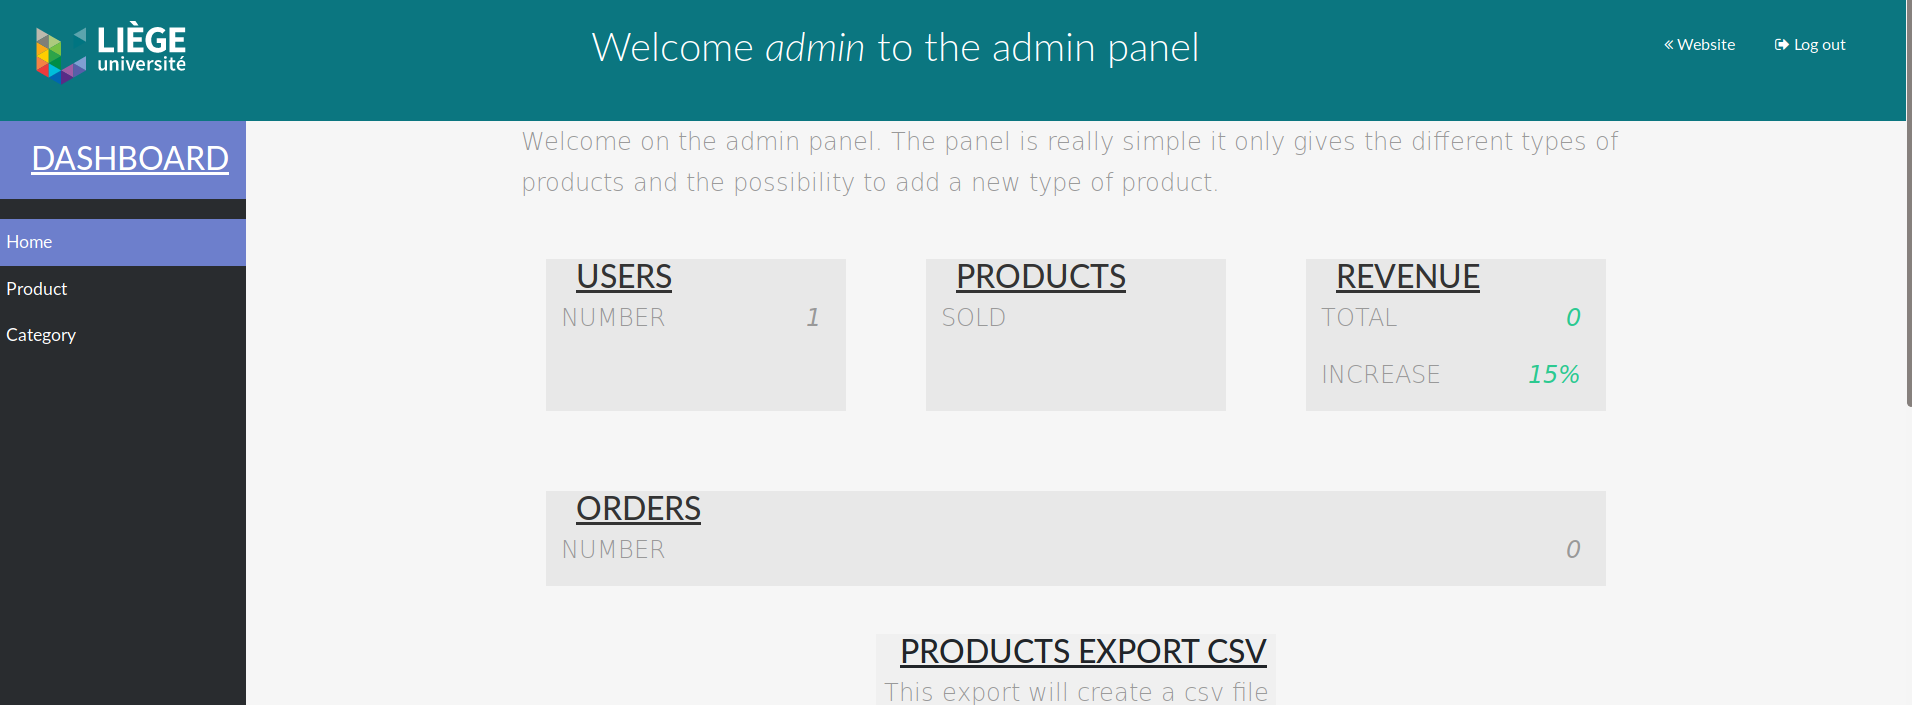 LIÈGE
université
Welcome admin to the admin panel
« Website
Log out
DASHBOARD
Home
Product
Category
Welcome on the admin panel. The panel is really simple it only gives the different types of
products and the possibility to add a new type of product.
USERS
NUMBER 1
PRODUCTS
SOLD
REVENUE
TOTAL 0
INCREASE 15%
ORDERS
NUMBER 0
PRODUCTS EXPORT CSV
This export will create a csv file